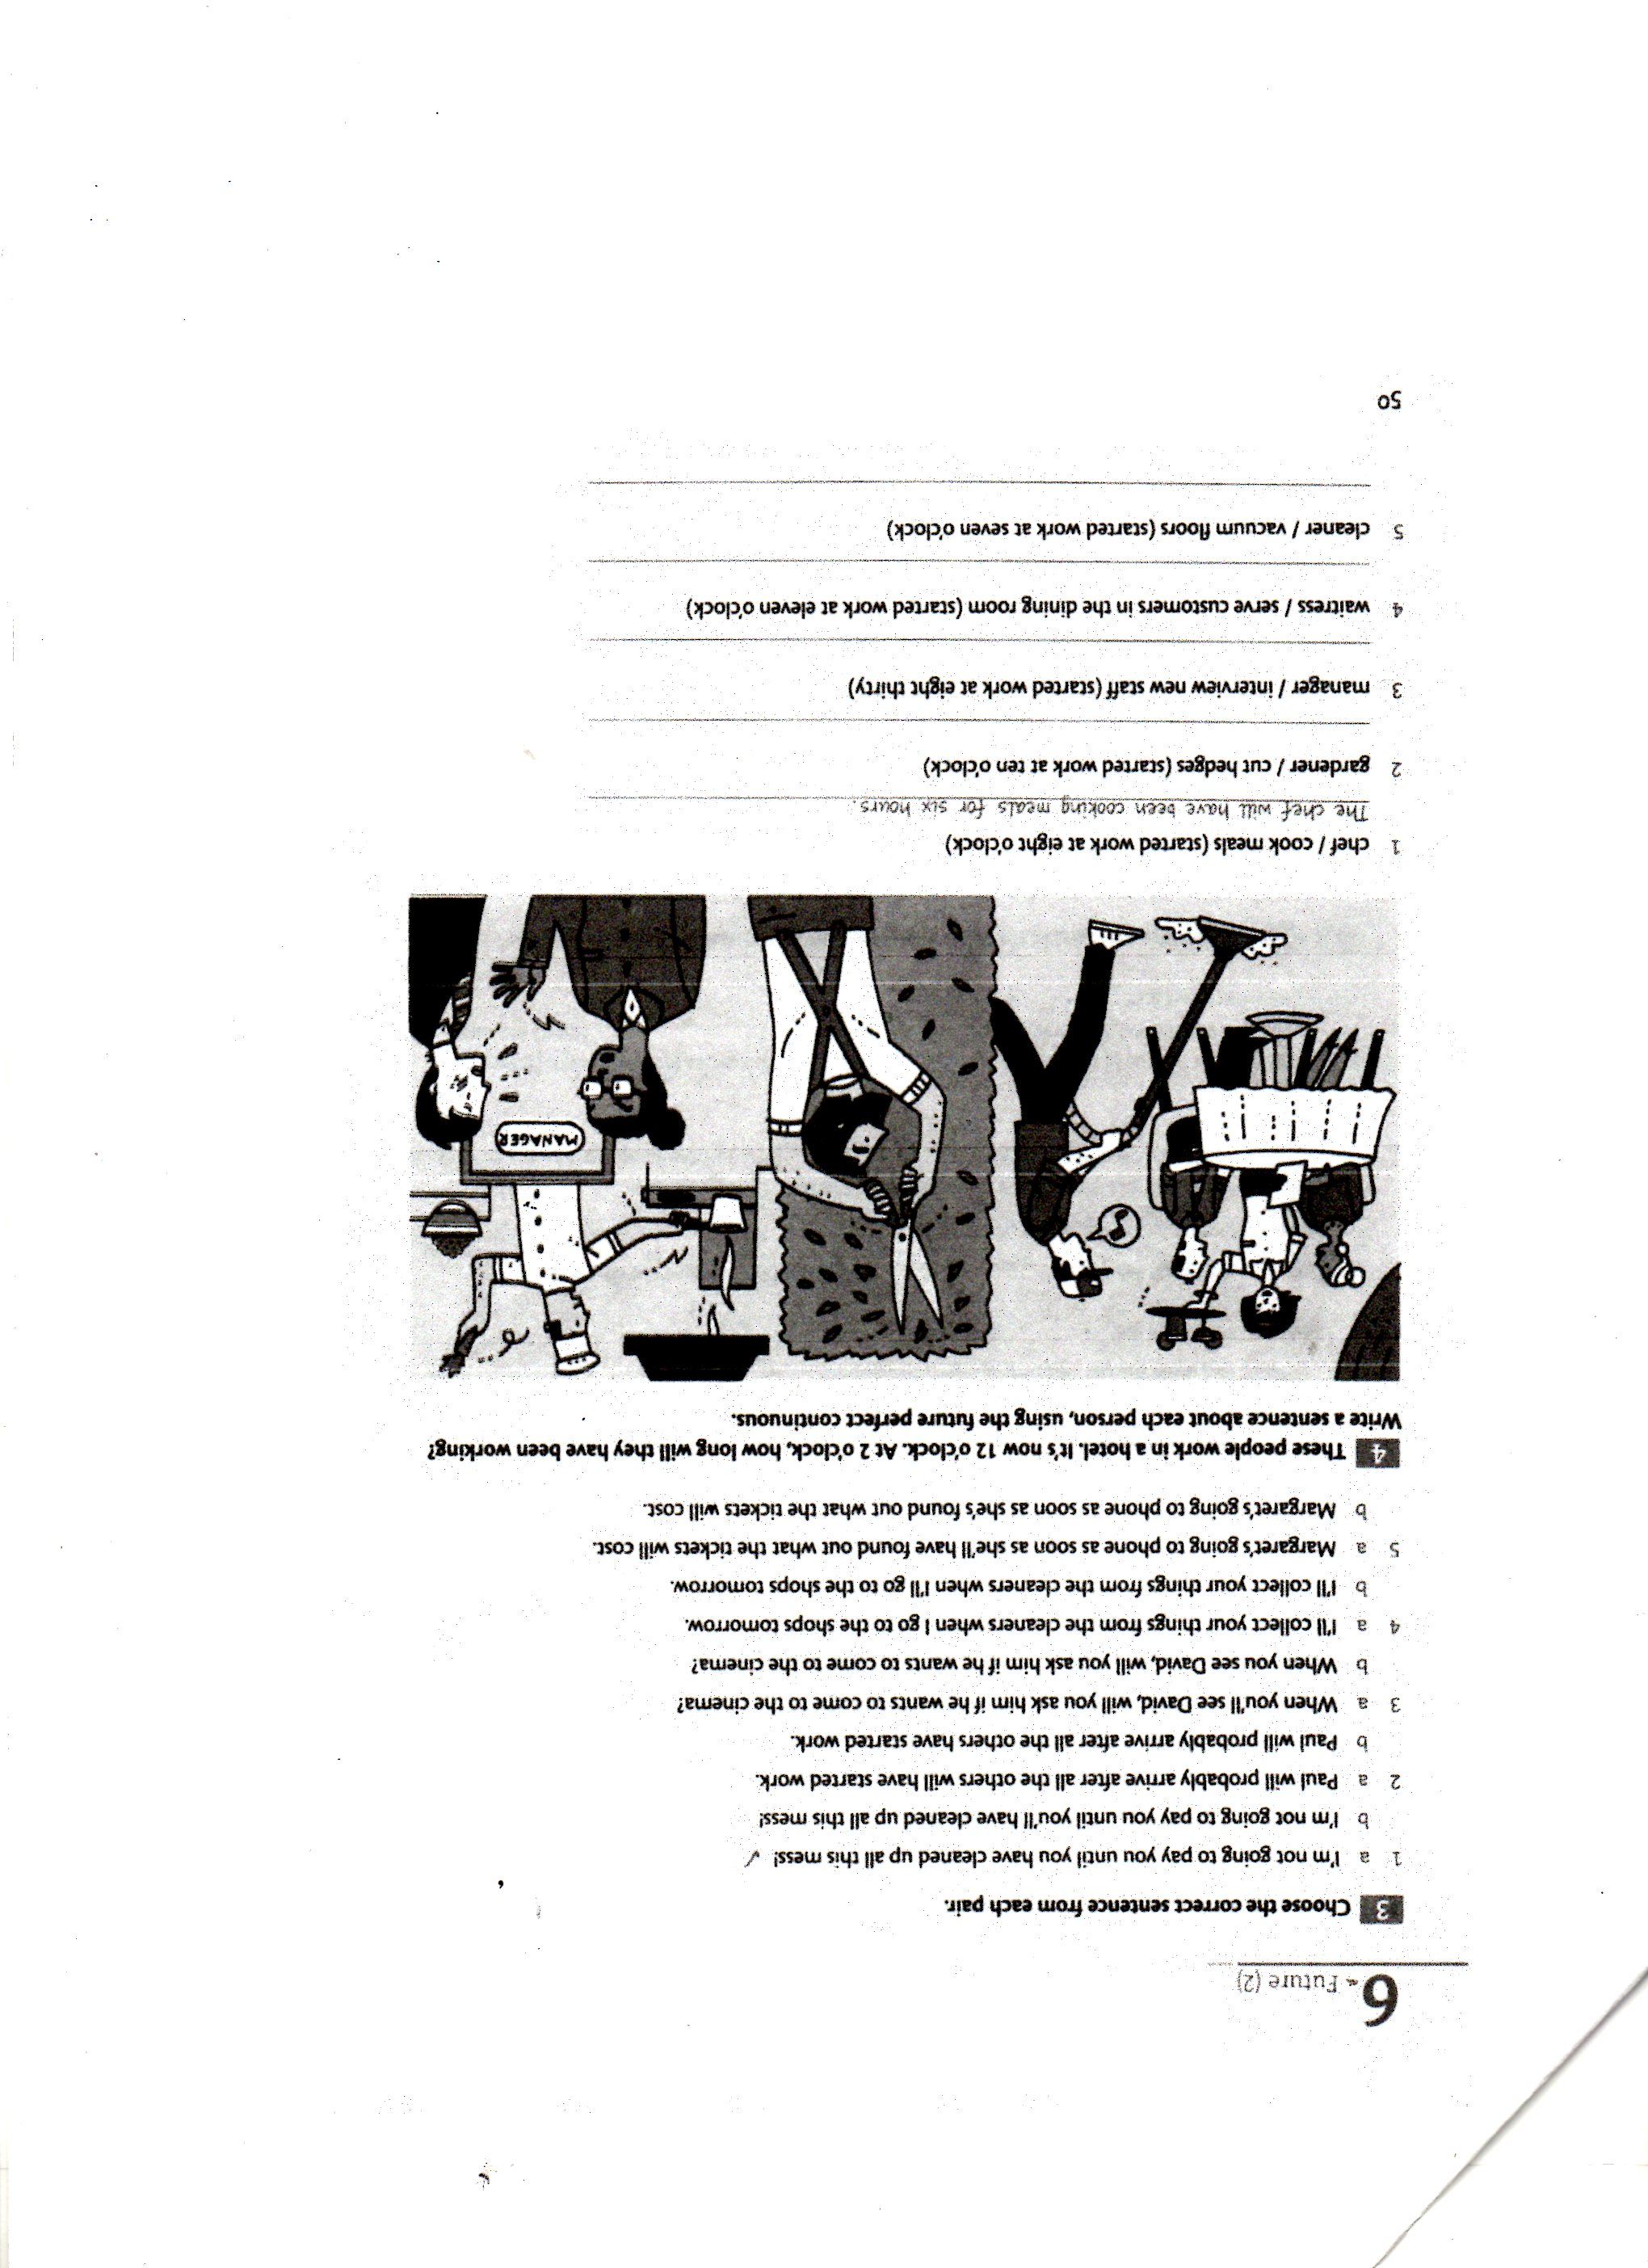 6 - Future (2)
3 Choose the correct sentence from each pair.
1 a I'm not going to pay you until you have cleaned up all this mess! ✓
b I'm not going to pay you until you'll have cleaned up all this mess!
2 a Paul will probably arrive after all the others will have started work.
b Paul will probably arrive after all the others have started work.
3 a When you'll see David, will you ask him if he wants to come to the cinema?
b When you see David, will you ask him if he wants to come to the cinema?
4 a I'll collect your things from the cleaners when I go to the shops tomorrow.
b I'll collect your things from the cleaners when I'll go to the shops tomorrow.
5 a Margaret's going to phone as soon as she'll have found out what the tickets will cost.
b Margaret's going to phone as soon as she's found out what the tickets will cost.
4 These people work in a hotel. It's now 12 o'clock. At 2 o'clock, how long will they have been working?
Write a sentence about each person, using the future perfect continuous.
MANAGER
1 chef / cook meals (started work at eight o'clock)
The chef will have been cooking meals for six hours.
2 gardener / cut hedges (started work at ten o'clock)
3 manager / interview new staff (started work at eight thirty)
4 waitress / serve customers in the dining room (started work at eleven o'clock)
5 cleaner / vacuum floors (started work at seven o'clock)
50